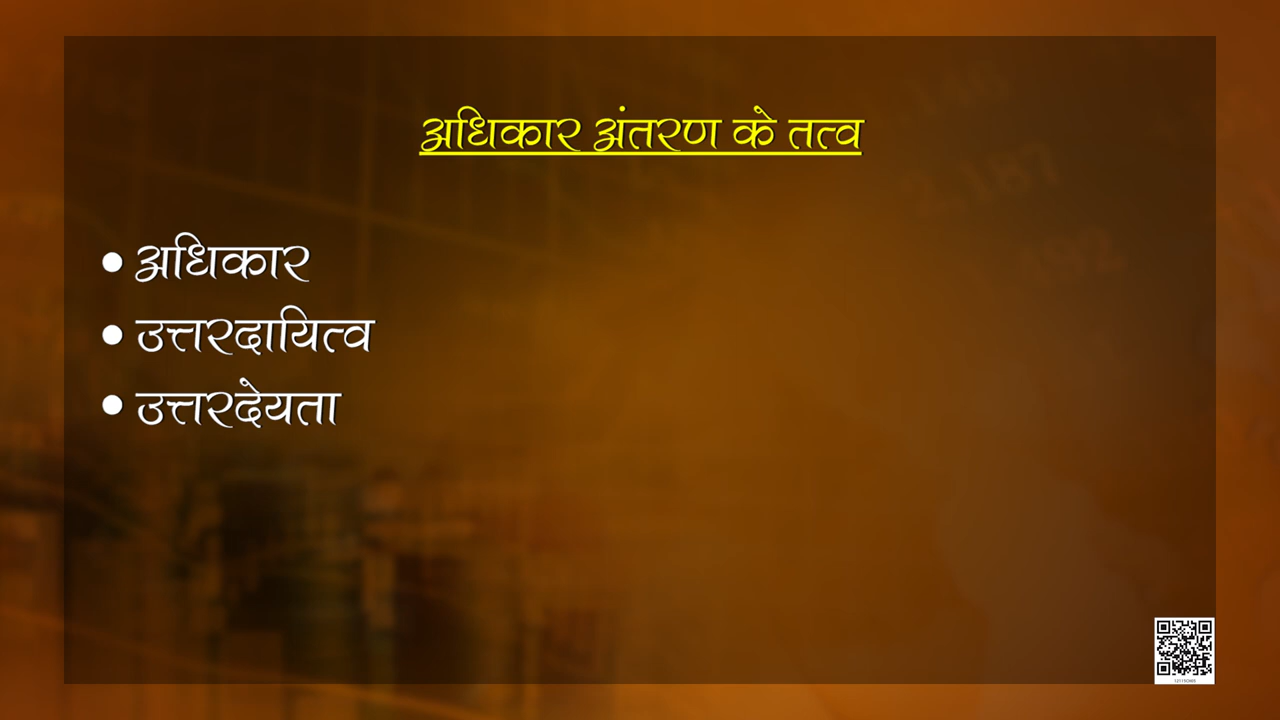 अधिकार अंतरण के तत्व
• अधिकार
• उत्तरदायित्व
• उत्तरदेयता